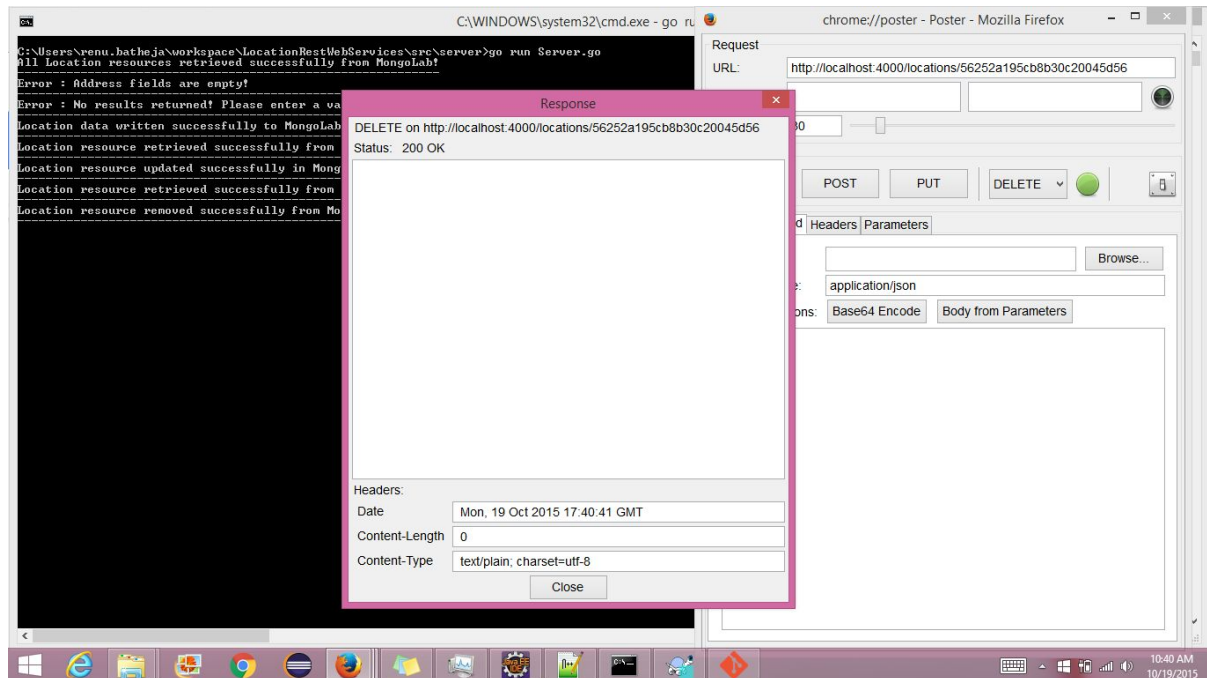 C:\WINDOWS\system32\cmd.exe - go ru
C:\Users\renu.batheja\workspace\LocationRestWebServices\src\server>go run Server.go
All Location resources retrieved successfully from MongoLab!
Error : Address fields are empty!
Error : No results returned! Please enter a va
Location data written successfully to MongoLab
Location resource retrieved successfully from
Location resource updated successfully in Mong
Location resource retrieved successfully from
Location resource removed successfully from Mo
chrome://poster - Poster - Mozilla Firefox
Request
URL: http://localhost:4000/locations/56252a195cb8b30c20045d56
30
POST PUT DELETE
d Headers Parameters
Browse...
e: application/json
ons: Base64 Encode Body from Parameters
Response
DELETE on http://localhost:4000/locations/56252a195cb8b30c20045d56
Status: 200 OK
Headers:
Date Mon, 19 Oct 2015 17:40:41 GMT
Content-Length 0
Content-Type text/plain; charset=utf-8
Close
10:40 AM
10/19/2015